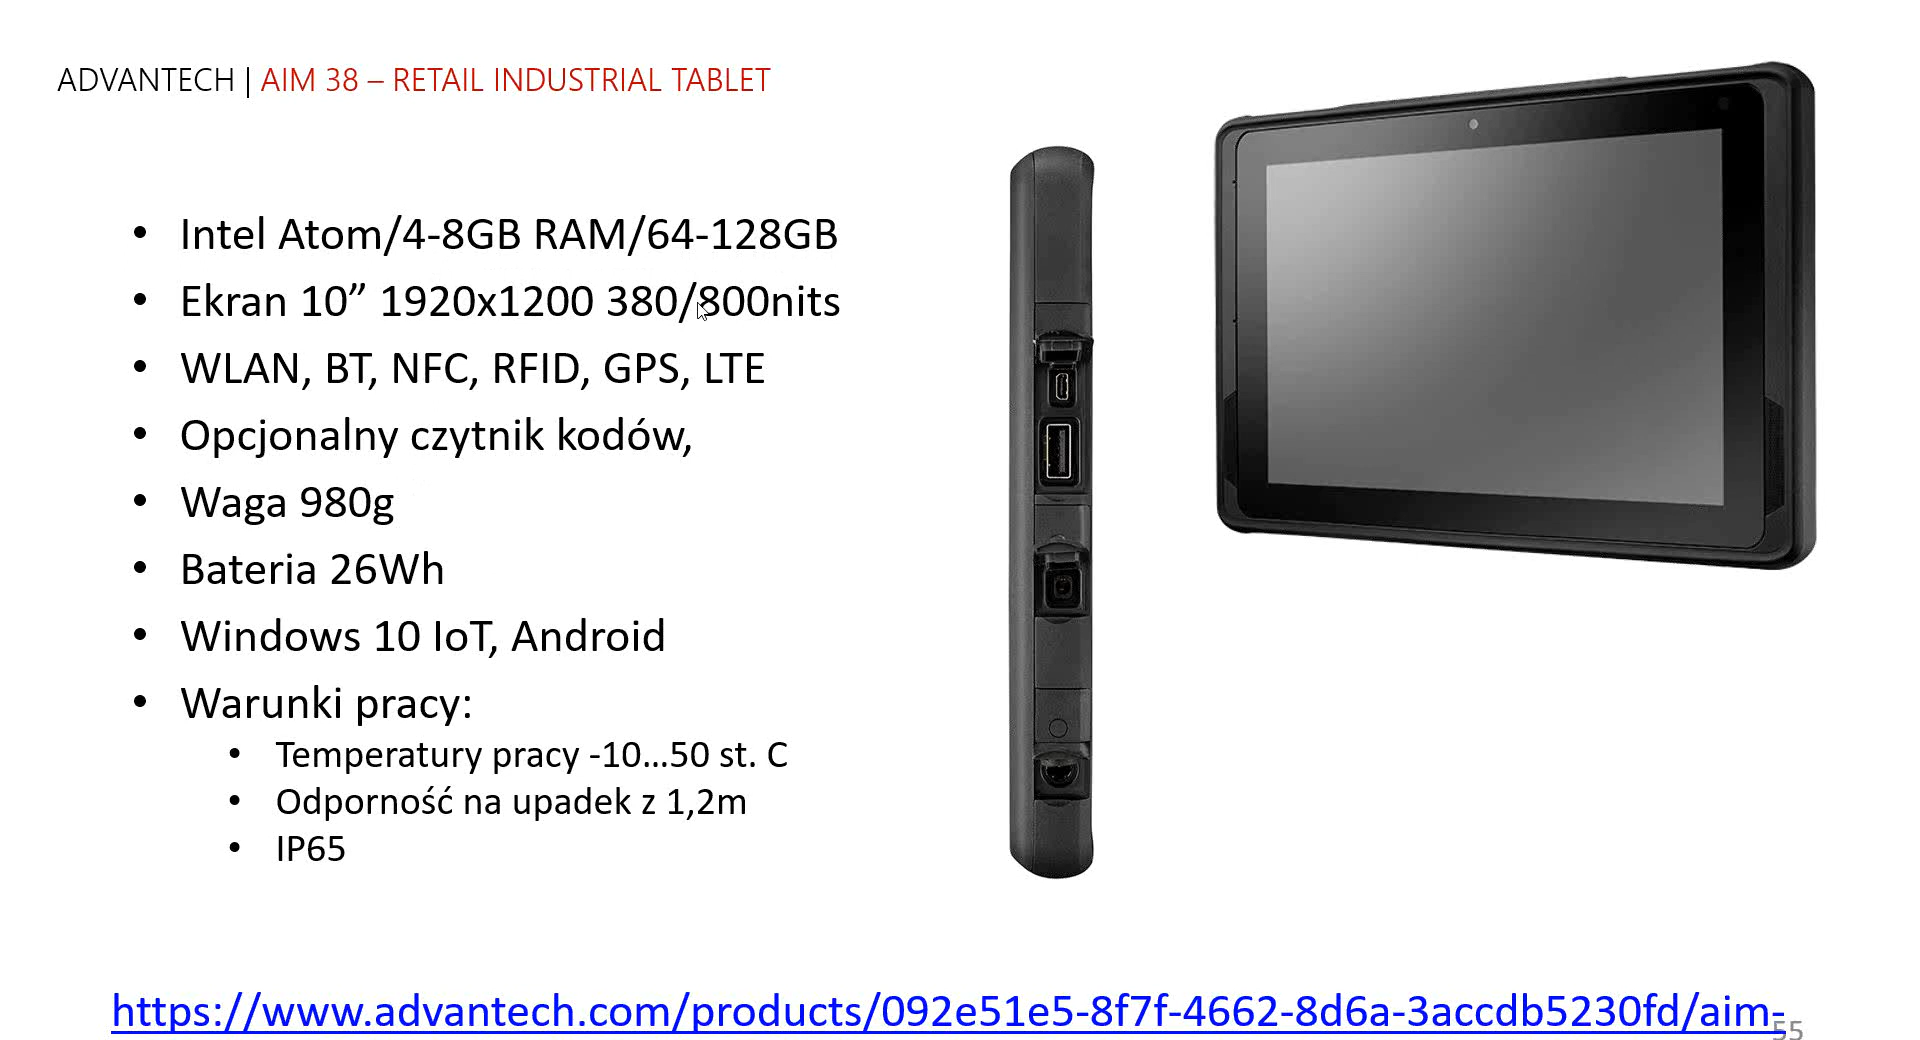 ADVANTECH | AIM 38 – RETAIL INDUSTRIAL TABLET
• Intel Atom/4-8GB RAM/64-128GB
• Ekran 10” 1920x1200 380/800nits
• WLAN, BT, NFC, RFID, GPS, LTE
• Opcjonalny czytnik kodów,
• Waga 980g
• Bateria 26Wh
• Windows 10 IoT, Android
• Warunki pracy:
• Temperatury pracy -10...50 st. C
• Odporność na upadek z 1,2m
• IP65
https://www.advantech.com/products/092e51e5-8f7f-4662-8d6a-3accdb5230fd/aim-
55